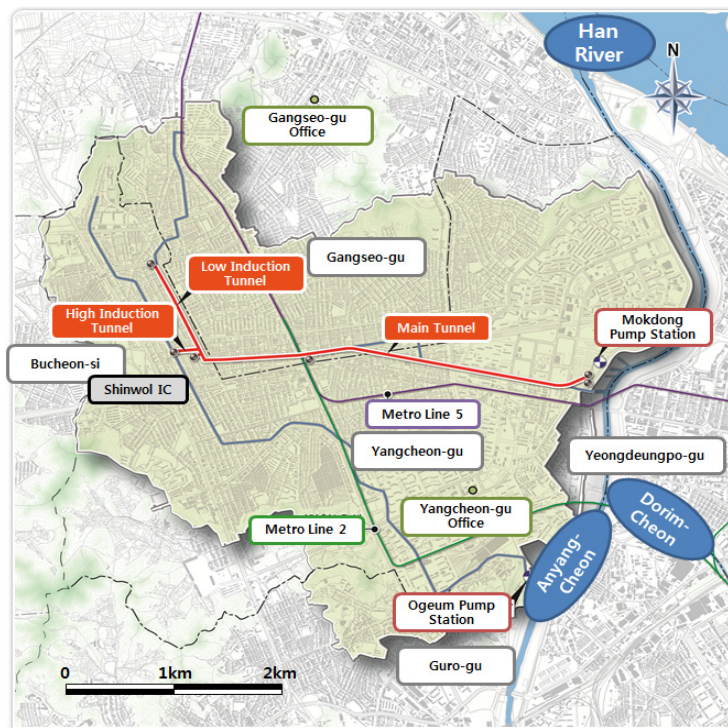 Han
River
N
Gangseo-gu
Office
Gangseo-gu
Low Induction
Tunnel
High Induction
Tunnel
Main Tunnel
Mokdong
Pump Station
Bucheon-si
Shinwol IC
Metro Line 5
Yangcheon-gu
Yeongdeungpo-gu
Yangcheon-gu
Office
Dorim-
Cheon
Metro Line 2
Anyang-
Cheon
Ogeum Pump
Station
Guro-gu
0 1km 2km